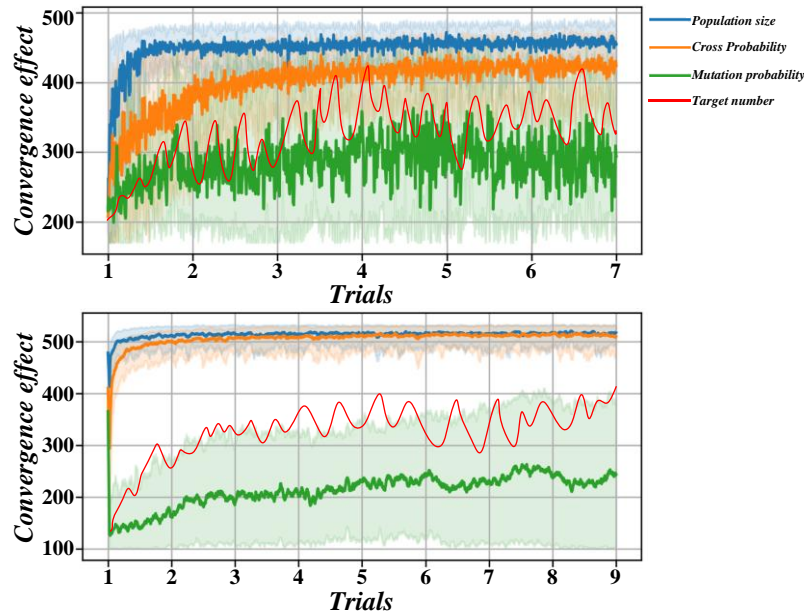 500
400
300
200
Convergence effect
1 2 3 4 5 6 7
Trials
Population size
Cross Probability
Mutation probability
Target number
500
400
300
200
100
Convergence effect
1 2 3 4 5 6 7 8 9
Trials